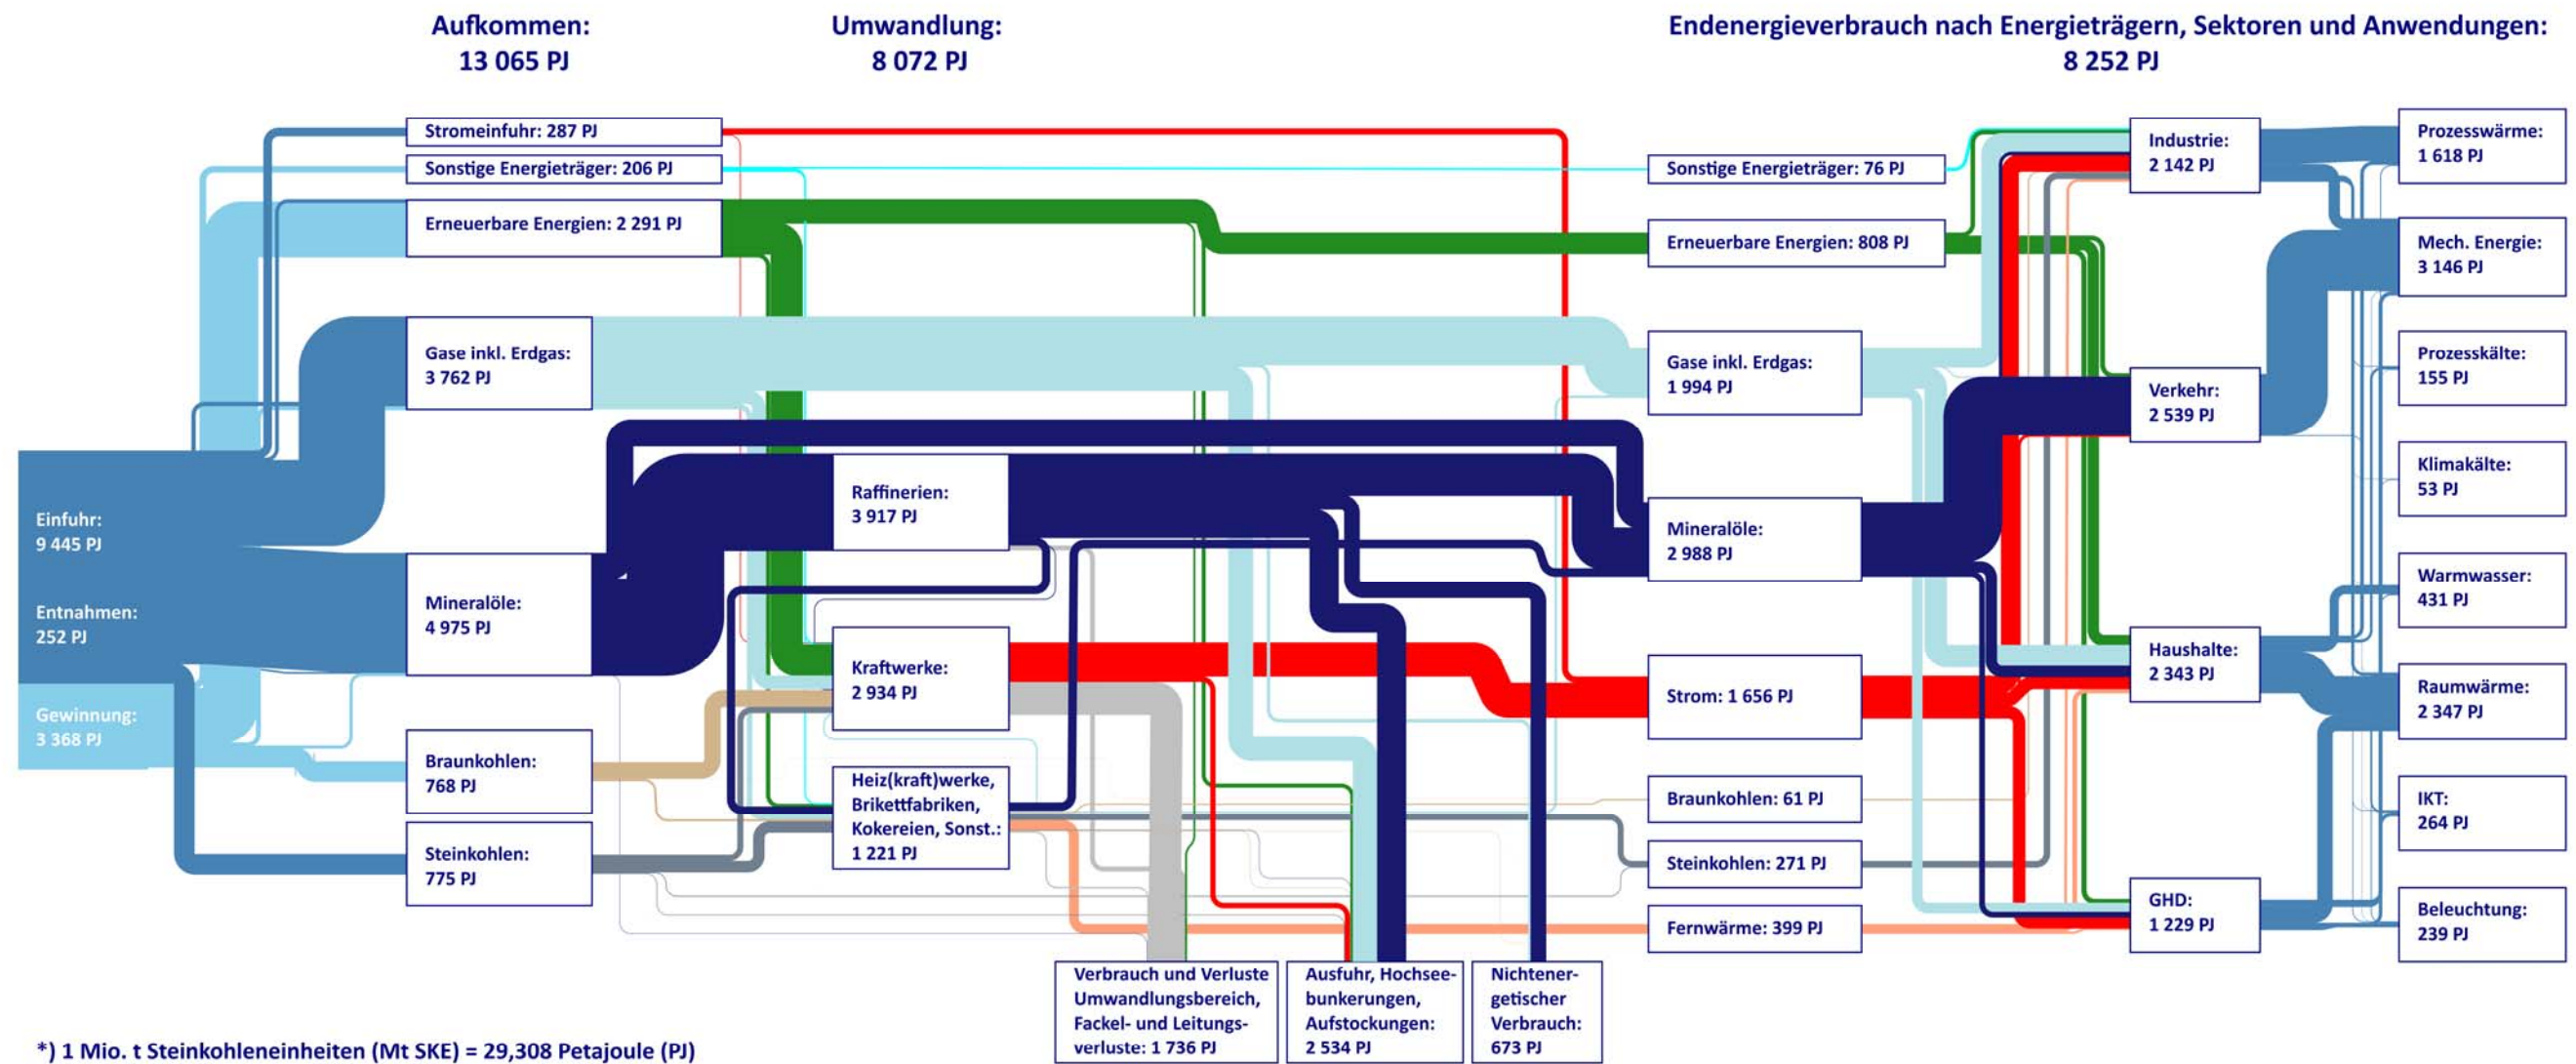 Aufkommen:
13 065 PJ
Umwandlung:
8 072 PJ
Endenergieverbrauch nach Energieträgern, Sektoren und Anwendungen:
8 252 PJ
Einfuhr:
9 445 PJ
Entnahmen:
252 PJ
Gewinnung:
3 368 PJ
Stromeinfuhr: 287 PJ
Sonstige Energieträger: 206 PJ
Erneuerbare Energien: 2 291 PJ
Gase inkl. Erdgas:
3 762 PJ
Mineralöle:
4 975 PJ
Braunkohlen:
768 PJ
Steinkohlen:
775 PJ
Raffinerien:
3 917 PJ
Kraftwerke:
2 934 PJ
Heiz(kraft)werke,
Brikettfabriken,
Kokereien, Sonst.:
1 221 PJ
Verbrauch und Verluste
Umwandlungsbereich,
Fackel- und Leitungs-
verluste: 1 736 PJ
Ausfuhr, Hochsee-
bunkerungen,
Aufstockungen:
2 534 PJ
Nichtener-
getischer
Verbrauch:
673 PJ
Sonstige Energieträger: 76 PJ
Erneuerbare Energien: 808 PJ
Gase inkl. Erdgas:
1 994 PJ
Mineralöle:
2 988 PJ
Strom: 1 656 PJ
Braunkohlen: 61 PJ
Steinkohlen: 271 PJ
Fernwärme: 399 PJ
Industrie:
2 142 PJ
Verkehr:
2 539 PJ
Haushalte:
2 343 PJ
GHD:
1 229 PJ
Prozesswärme:
1 618 PJ
Mech. Energie:
3 146 PJ
Prozesskälte:
155 PJ
Klimakälte:
53 PJ
Warmwasser:
431 PJ
Raumwärme:
2 347 PJ
IKT:
264 PJ
Beleuchtung:
239 PJ
*) 1 Mio. t Steinkohleneinheiten (Mt SKE) = 29,308 Petajoule (PJ)